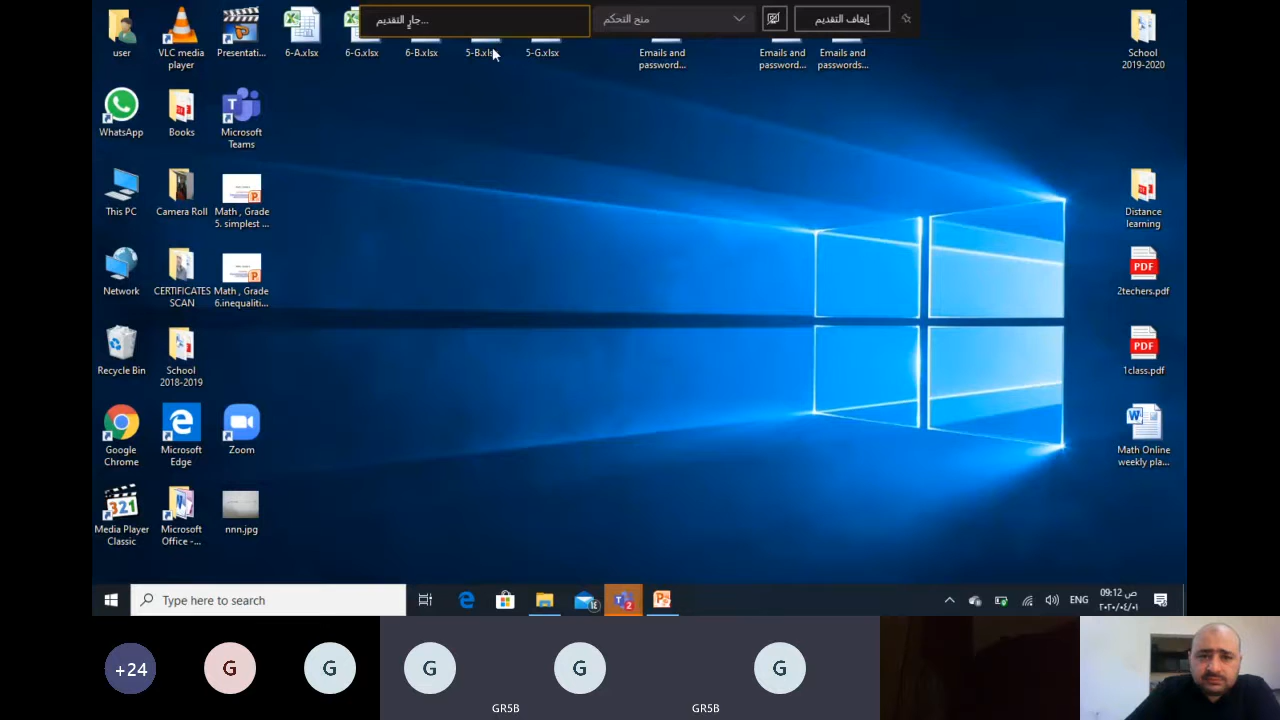 جارٍ التقديم...
منح التحكم
إيقاف التقديم
user
VLC media
player
Presentati...
6-A.xlsx
6-G.xlsx
6-B.xlsx
5-B.xlsx
5-G.xlsx
Emails and
password...
Emails and
password...
Emails and
passwords...
School
2019-2020
WhatsApp
Books
Microsoft
Teams
This PC
Camera Roll
Math , Grade
5. simplest ...
Distance
learning
Network
CERTIFICATES
SCAN
Math , Grade
6.inequaliti...
PDF
2techers.pdf
Recycle Bin
School
2018-2019
PDF
1class.pdf
Google
Chrome
Microsoft
Edge
Zoom
Math Online
weekly pla...
321
Media Player
Classic
Microsoft
Office -...
nnn.jpg
Type here to search
ENG
09:12 ص
٢٠٢٠/٠٤/٠١
+24
G
G
G
G
G
GR5B
GR5B